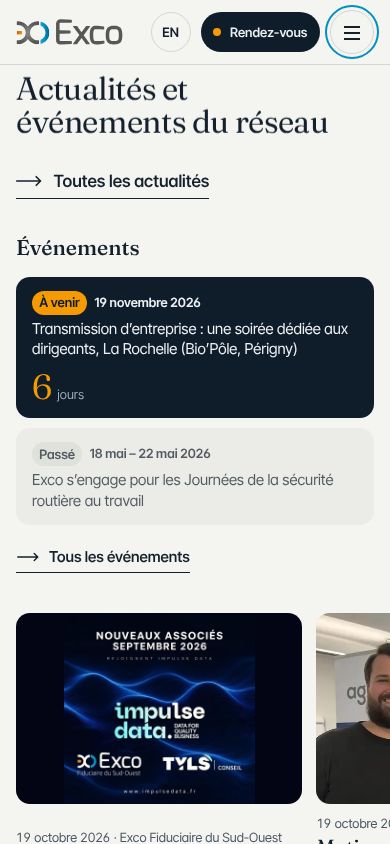 Exco
EN
Rendez-vous
Actualités et
événements du réseau
Toutes les actualités
Événements
À venir 19 novembre 2026
Transmission d’entreprise : une soirée dédiée aux
dirigeants, La Rochelle (Bio’Pôle, Périgny)
6 jours
Passé 18 mai – 22 mai 2026
Exco s’engage pour les Journées de la sécurité
routière au travail
Tous les événements
NOUVEAUX ASSOCIÉS
SEPTEMBRE 2026
REJOIGNENT IMPULSE DATA
impulse
data. DATA FOR
QUALITY
BUSINESS
Exco
Fiduciaire du Sud-Ouest
TYLS CONSEIL
www.impulsedata.fr
ag
19 octobre 2026 · Exco Fiduciaire du Sud-Ouest
19 octobre 20